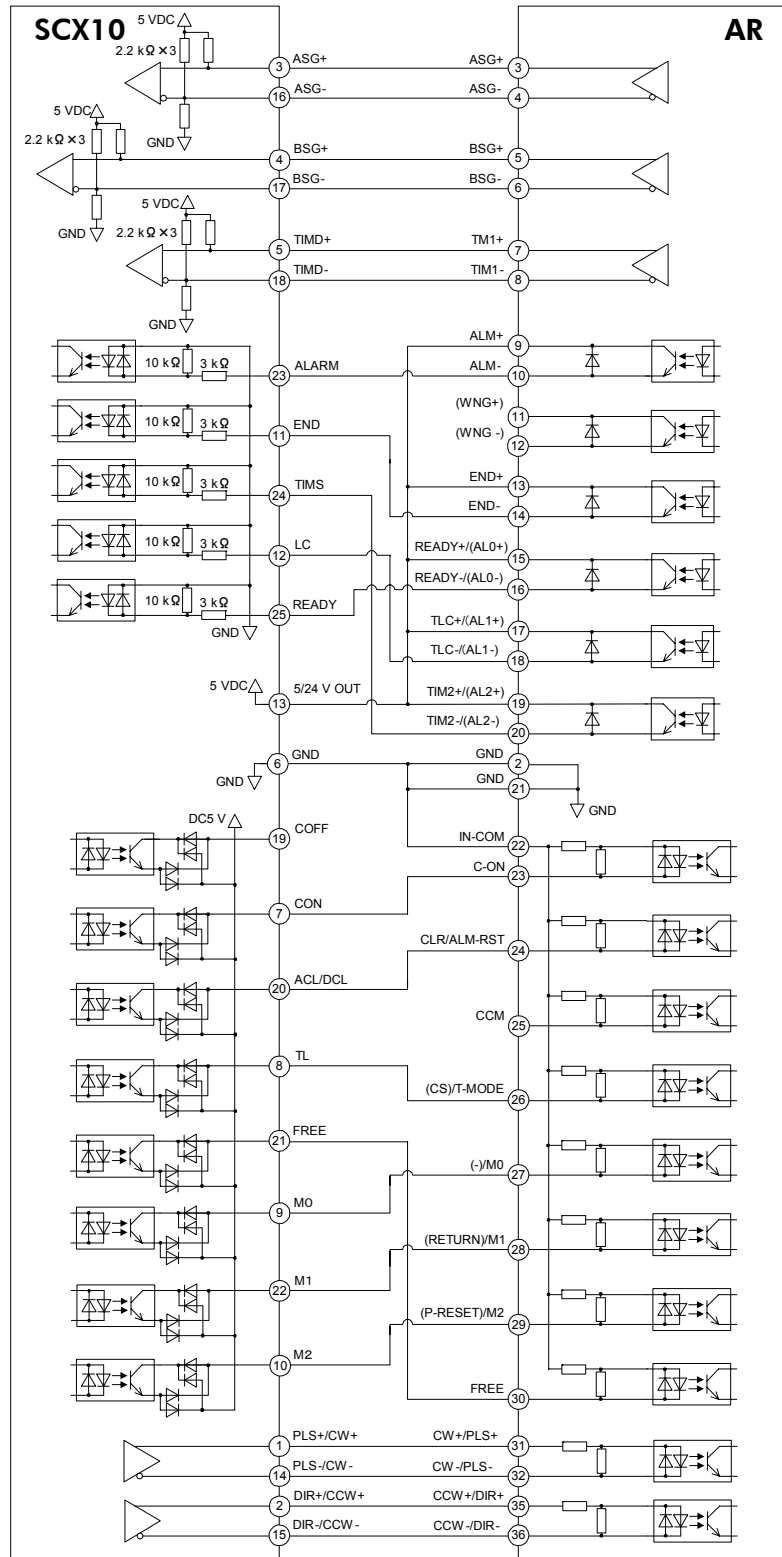 SCX10
AR
5 VDC
2.2 kΩ×3
3 ASG+ ASG+ 3
16 ASG- ASG- 4
GND
5 VDC
2.2 kΩ×3
4 BSG+ BSG+ 5
17 BSG- BSG- 6
GND
5 VDC
2.2 kΩ×3
5 TIMD+ TM1+ 7
18 TIMD- TIM1- 8
GND
ALM+ 9
10 kΩ 3 kΩ 23 ALARM ALM- 10
(WNG+) 11
10 kΩ 3 kΩ 11 END (WNG -) 12
END+ 13
10 kΩ 3 kΩ 24 TIMS END- 14
10 kΩ 3 kΩ 12 LC READY+/(AL0+) 15
READY-/(AL0-) 16
10 kΩ 3 kΩ 25 READY
GND
TLC+/(AL1+) 17
TLC-/(AL1-) 18
5 VDC 13 5/24 V OUT TIM2+/(AL2+) 19
TIM2-/(AL2-) 20
GND 6 GND GND 2
GND 21
GND
DC5 V
19 COFF IN-COM 22
C-ON 23
7 CON
CLR/ALM-RST 24
20 ACL/DCL
CCM 25
8 TL
(CS)/T-MODE 26
21 FREE
(-)/M0 27
9 M0
(RETURN)/M1 28
22 M1
(P-RESET)/M2 29
10 M2
FREE 30
1 PLS+/CW+ CW+/PLS+ 31
14 PLS-/CW- CW-/PLS- 32
2 DIR+/CCW+ CCW+/DIR+ 35
15 DIR-/CCW- CCW-/DIR- 36